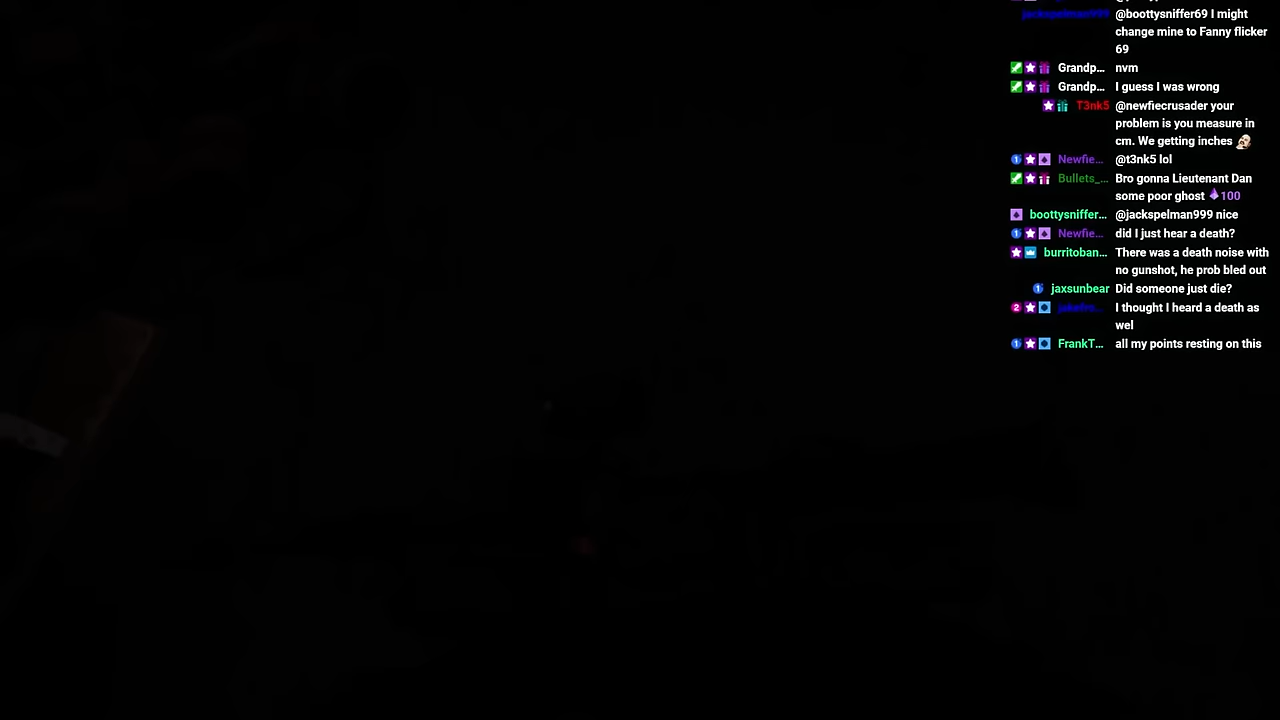 @boottysniffer69 I might
change mine to Fanny flicker
69
Grandp... nvm
Grandp... I guess I was wrong
T3nk5 @newfiecrusader your
problem is you measure in
cm. We getting inches
Newfie... @t3nk5 lol
Bullets_... Bro gonna Lieutenant Dan
some poor ghost 100
boottysniffer... @jackspelman999 nice
Newfie... did I just hear a death?
burritoban... There was a death noise with
no gunshot, he prob bled out
jaxsunbear Did someone just die?
I thought I heard a death as
wel
FrankT... all my points resting on this